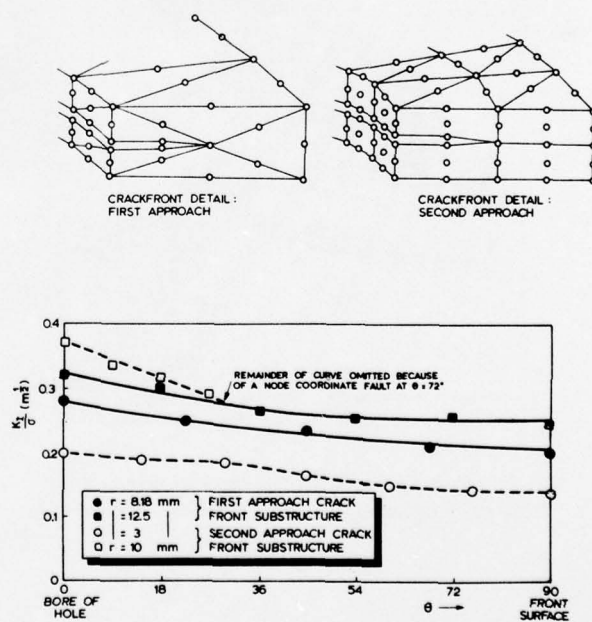 CRACKFRONT DETAIL :
FIRST APPROACH
CRACKFRONT DETAIL :
SECOND APPROACH
0.4
0.3
0.2
0.1
0
K_I/σ (m^½)
REMAINDER OF CURVE OMITTED BECAUSE
OF A NODE COORDINATE FAULT AT θ = 72°
● r = 8.18 mm } FIRST APPROACH CRACK
■ | = 12.5 | FRONT SUBSTRUCTURE
○ | = 3 | } SECOND APPROACH CRACK
□ r = 10 mm FRONT SUBSTRUCTURE
0 18 36 54 72 90
BORE OF
HOLE
θ →
FRONT
SURFACE